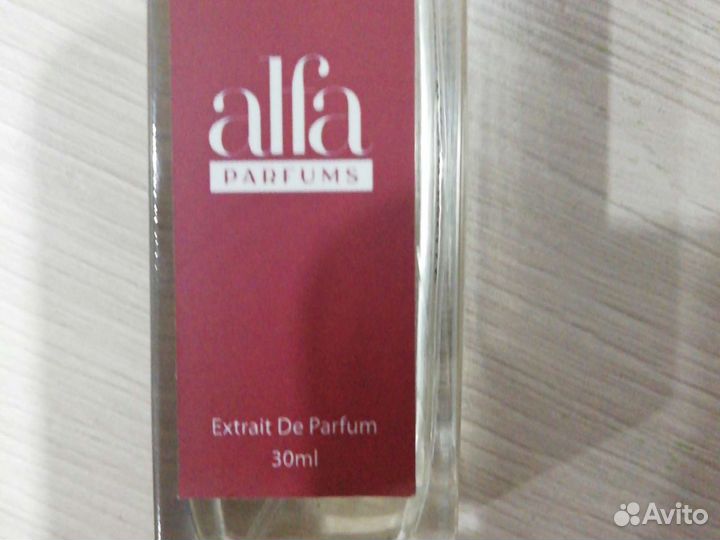 alfa
PARFUMS
Extrait De Parfum
30ml
Avito